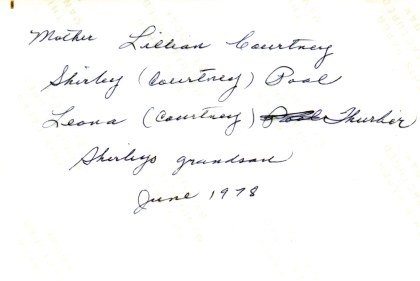 Mother Lillian Courtney
Shirley (Courtney) Pool
Leona (Courtney) Thurber
Shirleys grandson
June 1978